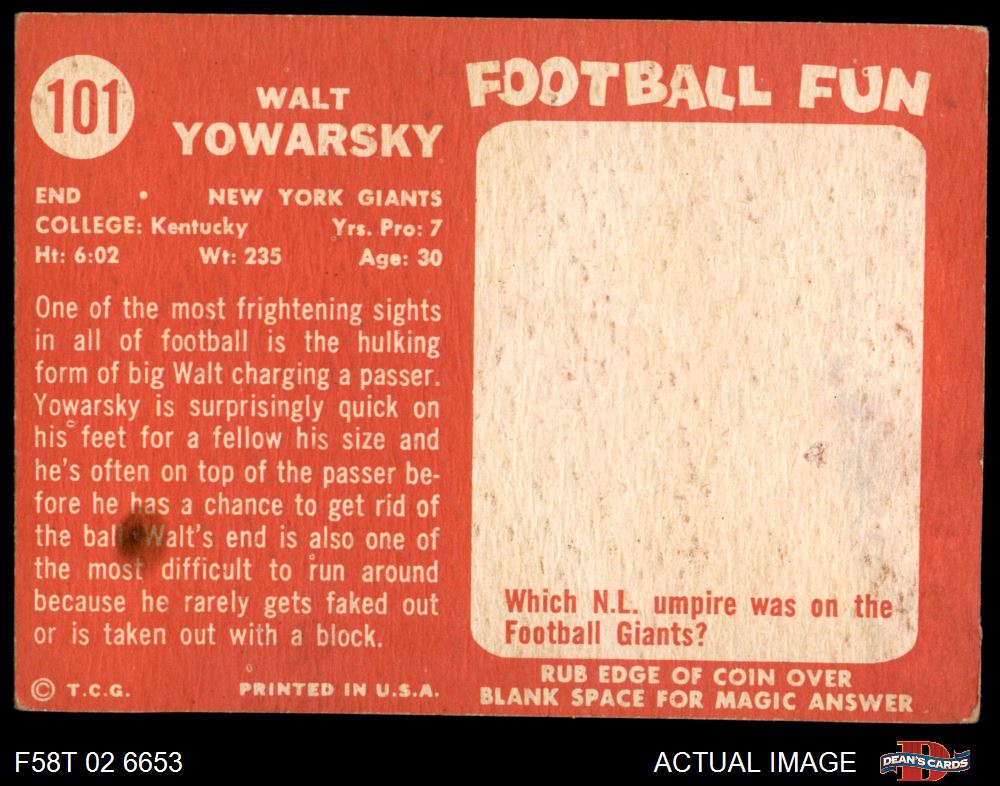 101
WALT
YOWARSKY
END • NEW YORK GIANTS
COLLEGE: Kentucky Yrs. Pro: 7
Ht: 6:02 Wt: 235 Age: 30
One of the most frightening sights
in all of football is the hulking
form of big Walt charging a passer.
Yowarsky is surprisingly quick on
his feet for a fellow his size and
he's often on top of the passer be-
fore he has a chance to get rid of
the ball. Walt's end is also one of
the most difficult to run around
because he rarely gets faked out
or is taken out with a block.
© T.C.G. PRINTED IN U.S.A.
FOOTBALL FUN
Which N.L. umpire was on the
Football Giants?
RUB EDGE OF COIN OVER
BLANK SPACE FOR MAGIC ANSWER
F58T 02 6653
ACTUAL IMAGE
D
DEAN'S CARDS